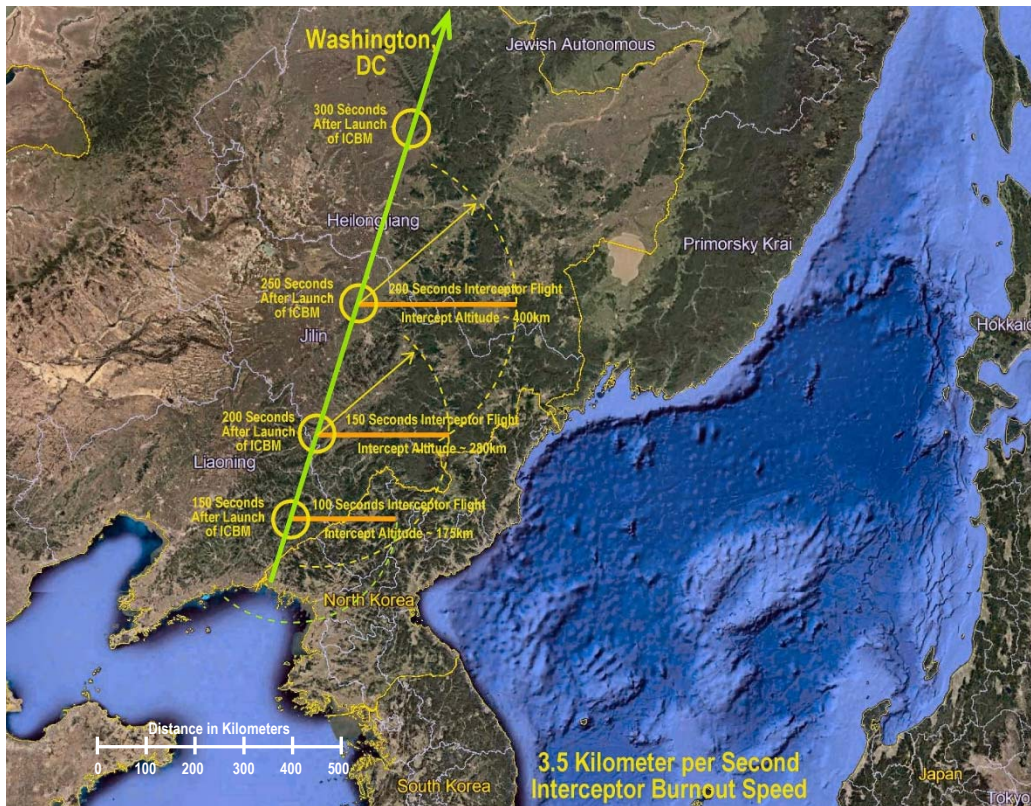 Washington,
DC
Jewish Autonomous
300 Seconds
After Launch
of ICBM
Heilongjiang
Primorsky Krai
250 Seconds
After Launch
of ICBM
200 Seconds Interceptor Flight
Intercept Altitude ~ 400km
Jilin
Hokkaid
200 Seconds
After Launch
of ICBM
150 Seconds Interceptor Flight
Intercept Altitude ~ 280km
Liaoning
150 Seconds
After Launch
of ICBM
100 Seconds Interceptor Flight
Intercept Altitude ~ 175km
North Korea
Distance in Kilometers
0 100 200 300 400 500
South Korea
3.5 Kilometer per Second
Interceptor Burnout Speed
Japan
Tokyo